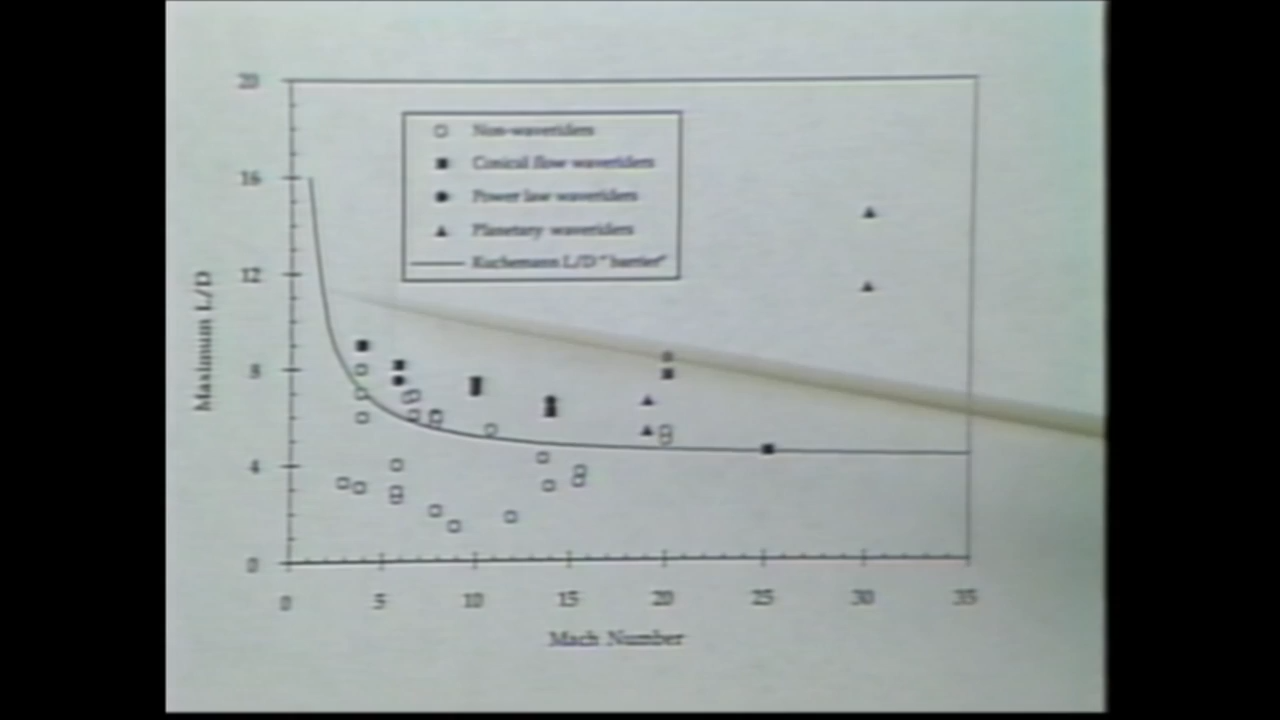 20
Non-waveriders
Conical flow waveriders
16
Power law waveriders
Planetary waveriders
Kuchemann L/D "barrier"
12
Maximum L/D
8
4
0
0 5 10 15 20 25 30 35
Mach Number